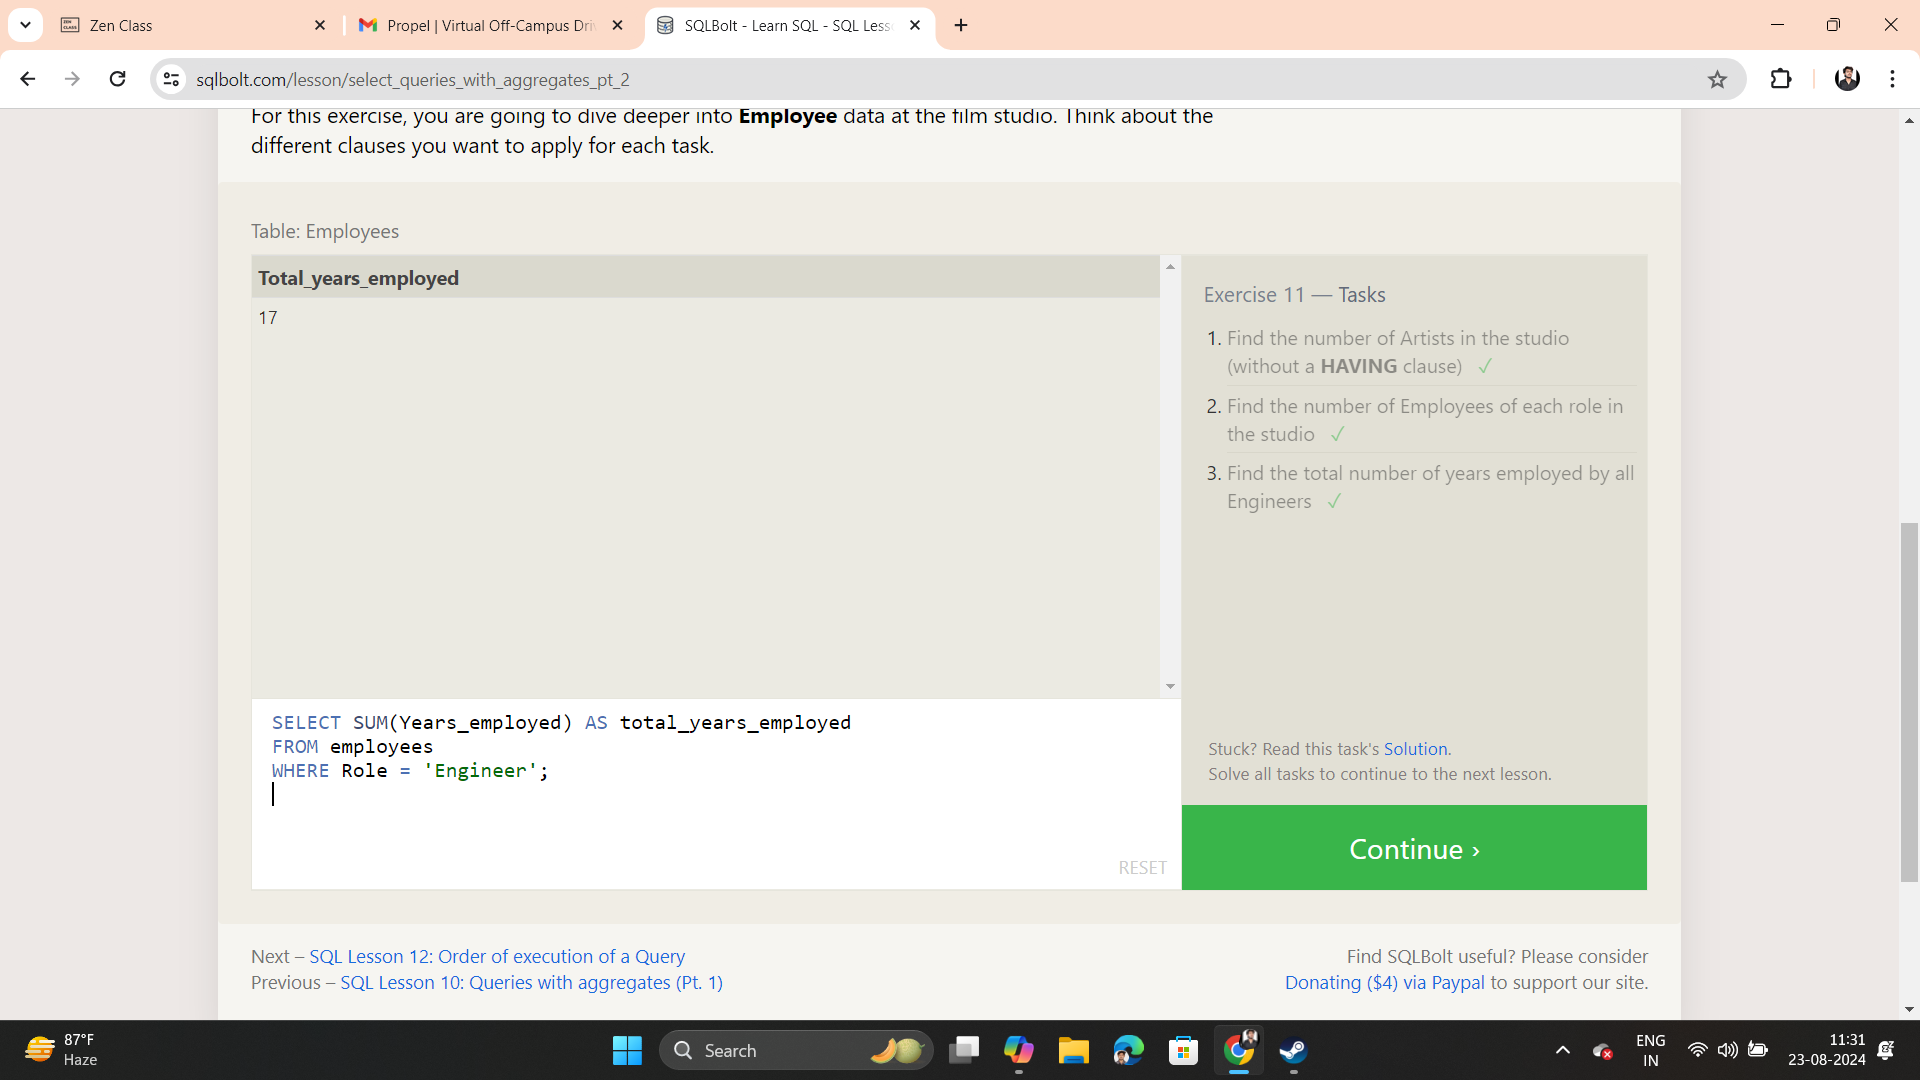 Zen Class
Propel | Virtual Off-Campus Dri
SQLBolt - Learn SQL - SQL Less
sqlbolt.com/lesson/select_queries_with_aggregates_pt_2
For this exercise, you are going to dive deeper into Employee data at the film studio. Think about the
different clauses you want to apply for each task.
Table: Employees
Total_years_employed
17
Exercise 11 — Tasks
1. Find the number of Artists in the studio
(without a HAVING clause) ✓
2. Find the number of Employees of each role in
the studio ✓
3. Find the total number of years employed by all
Engineers ✓
SELECT SUM(Years_employed) AS total_years_employed
FROM employees
WHERE Role = 'Engineer';
RESET
Stuck? Read this task's Solution.
Solve all tasks to continue to the next lesson.
Continue ›
Next – SQL Lesson 12: Order of execution of a Query
Previous – SQL Lesson 10: Queries with aggregates (Pt. 1)
Find SQLBolt useful? Please consider
Donating ($4) via Paypal to support our site.
87°F
Haze
Search
ENG
IN
11:31
23-08-2024